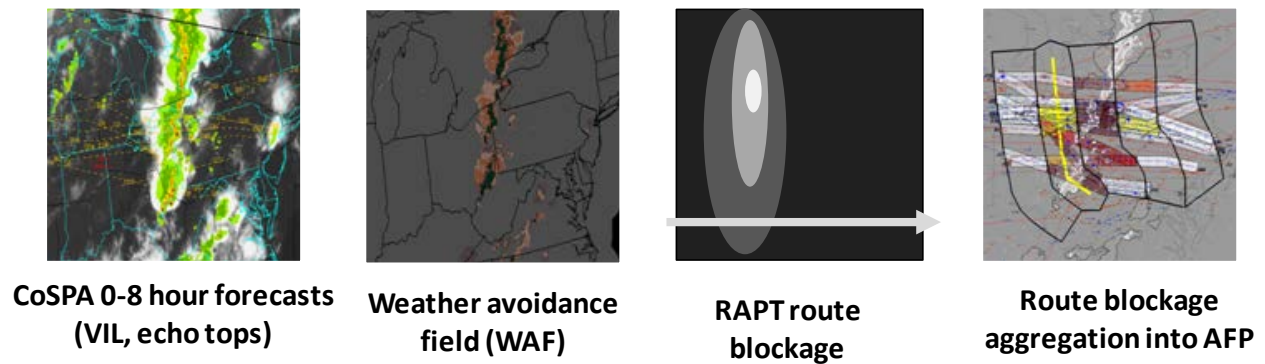 CoSPA 0-8 hour forecasts
(VIL, echo tops)
Weather avoidance
field (WAF)
RAPT route
blockage
Route blockage
aggregation into AFP